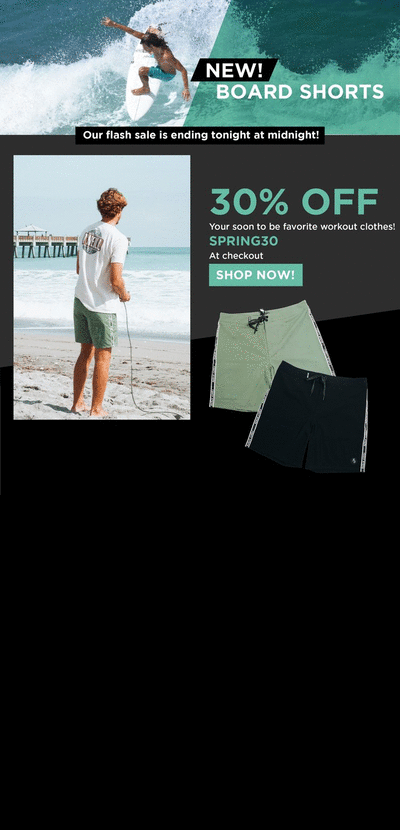 NEW!
BOARD SHORTS
Our flash sale is ending tonight at midnight!
30% OFF
Your soon to be favorite workout clothes!
SPRING30
At checkout
SHOP NOW!